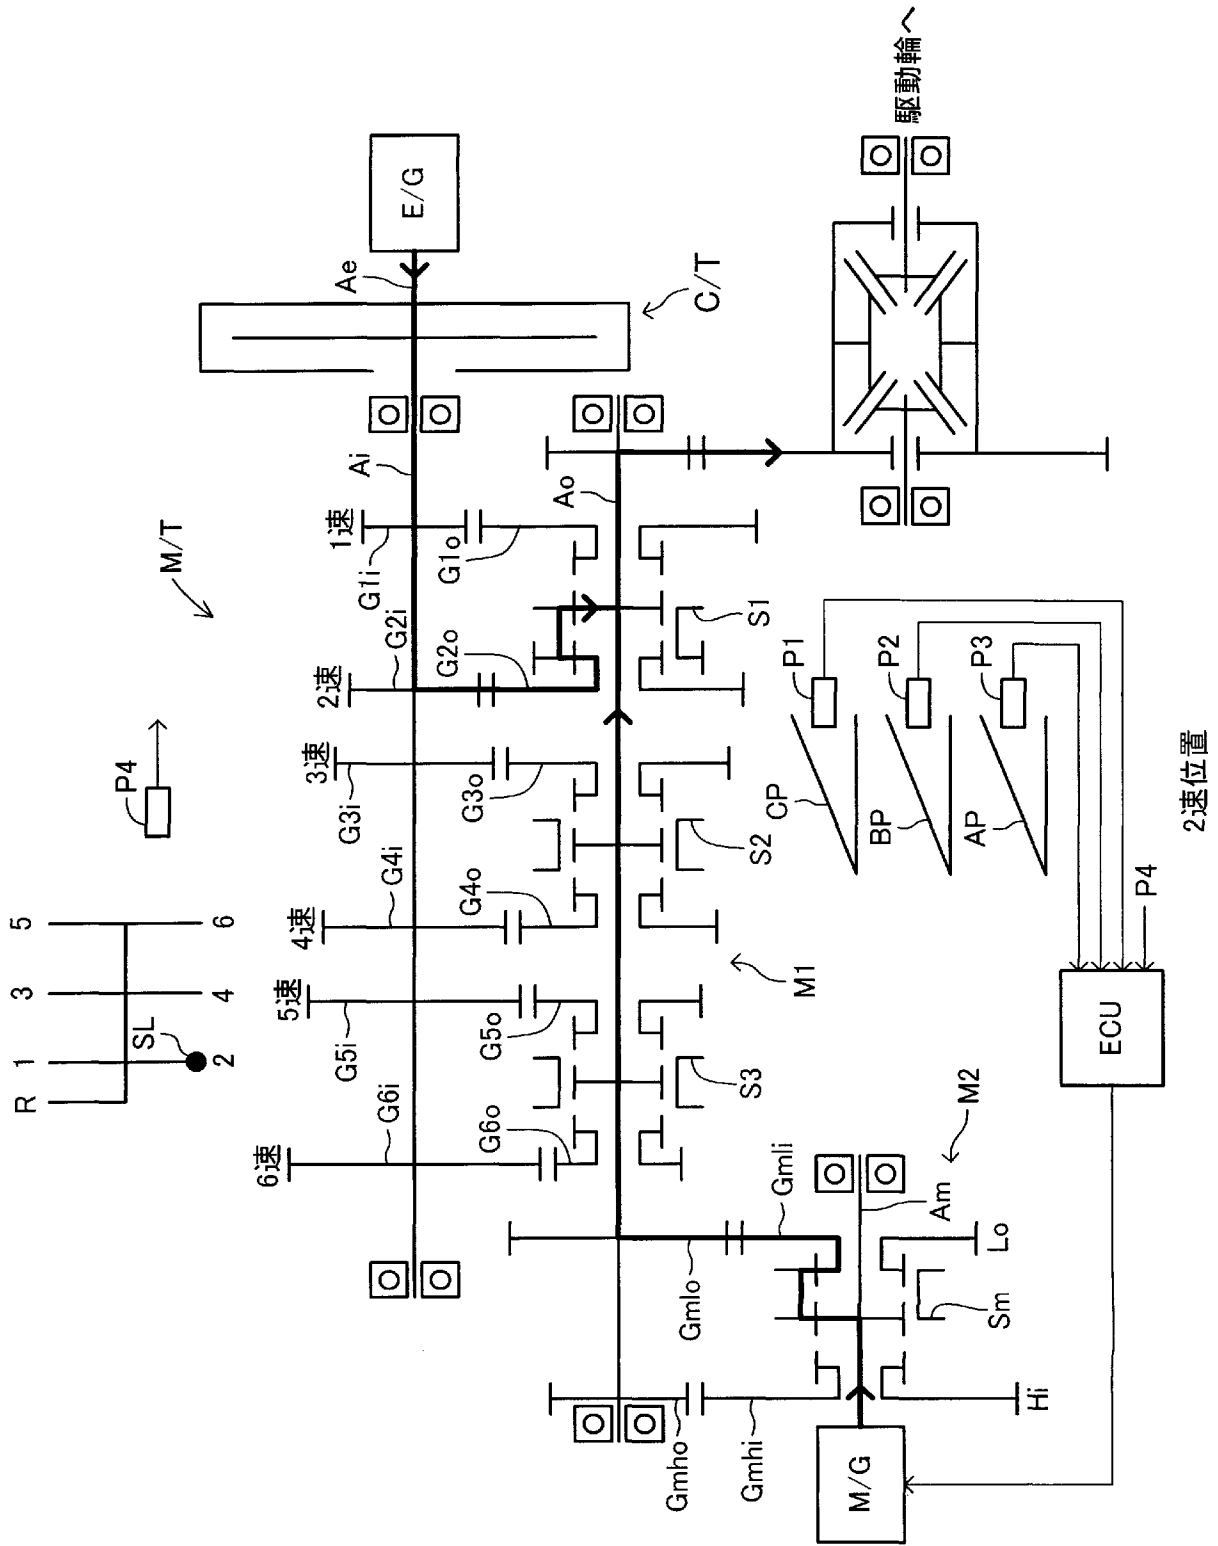 R 1 3 5
SL
2 4 6
P4
M/T
6速
5速
4速
3速
2速
1速
G6i
G5i
G4i
G3i
G2i
G1i
Ai
Ae
E/G
C/T
G6o
G5o
G4o
G3o
G2o
G1o
Ao
S3
S2
S1
M1
Gmho
Gmlo
Gmhi
Gmli
M/G
Am
M2
Hi
Sm
Lo
ECU
P4
CP
BP
AP
P1
P2
P3
駆動輪へ
2速位置